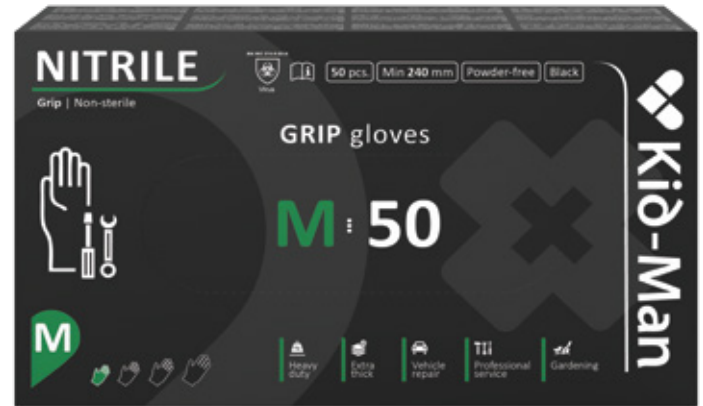 NITRILE
Grip | Non-sterile
Virus
50 pcs.
Min 240 mm
Powder-free
Black
GRIP gloves
M : 50
M
Heavy duty
Extra thick
Vehicle repair
Professional service
Gardening
Kið-Man